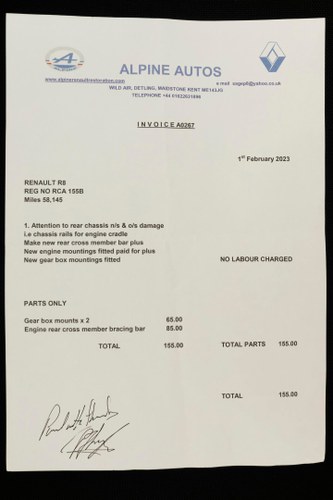 ALPINE AUTOS
WILD AIR, DETLING, MAIDSTONE KENT ME143JG
TELEPHONE
INVOICE A0267
1st February 2023
RENAULT R8
REG NO RCA 155B
Miles 58,145
1. Attention to rear chassis n/s & o/s damage
i.e chassis rails for engine cradle
Make new rear cross member bar plus
New engine mountings fitted paid for plus
New gear box mountings fitted NO LABOUR CHARGED
PARTS ONLY
Gear box mounts x 2 65.00
Engine rear cross member bracing bar 85.00
TOTAL 155.00 TOTAL PARTS 155.00
TOTAL 155.00